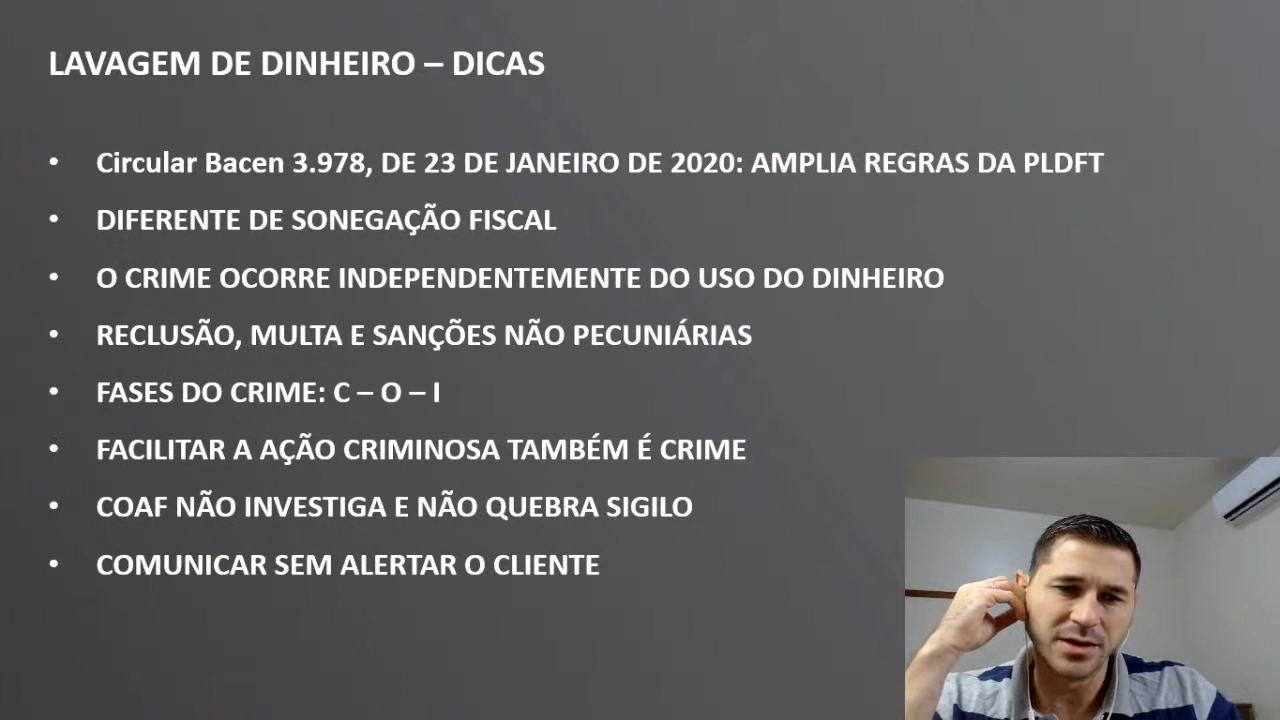 LAVAGEM DE DINHEIRO – DICAS
• Circular Bacen 3.978, DE 23 DE JANEIRO DE 2020: AMPLIA REGRAS DA PLDFT
• DIFERENTE DE SONEGAÇÃO FISCAL
• O CRIME OCORRE INDEPENDENTEMENTE DO USO DO DINHEIRO
• RECLUSÃO, MULTA E SANÇÕES NÃO PECUNIÁRIAS
• FASES DO CRIME: C – O – I
• FACILITAR A AÇÃO CRIMINOSA TAMBÉM É CRIME
• COAF NÃO INVESTIGA E NÃO QUEBRA SIGILO
• COMUNICAR SEM ALERTAR O CLIENTE